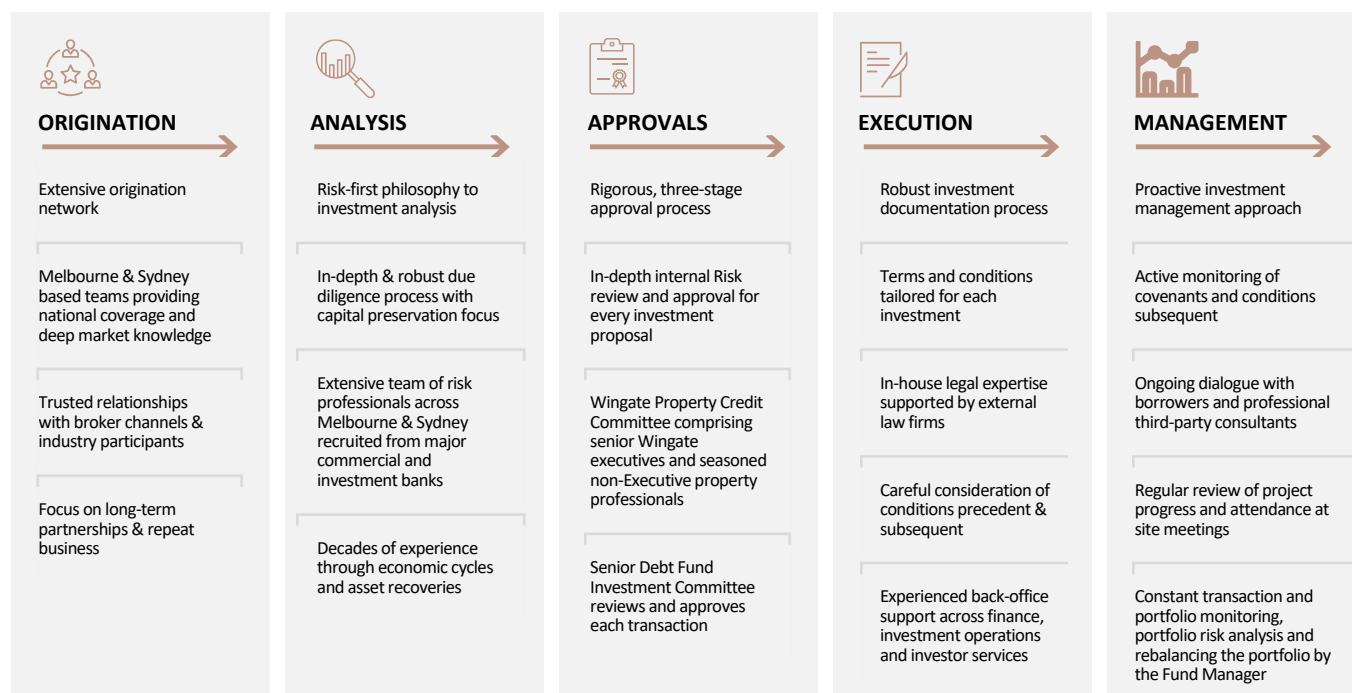 ORIGINATION
Extensive origination
network
Melbourne & Sydney
based teams providing
national coverage and
deep market knowledge
Trusted relationships
with broker channels &
industry participants
Focus on long-term
partnerships & repeat
business
ANALYSIS
Risk-first philosophy to
investment analysis
In-depth & robust due
diligence process with
capital preservation focus
Extensive team of risk
professionals across
Melbourne & Sydney
recruited from major
commercial and
investment banks
Decades of experience
through economic cycles
and asset recoveries
APPROVALS
Rigorous, three-stage
approval process
In-depth internal Risk
review and approval for
every investment
proposal
Wingate Property Credit
Committee comprising
senior Wingate
executives and seasoned
non-Executive property
professionals
Senior Debt Fund
Investment Committee
reviews and approves
each transaction
EXECUTION
Robust investment
documentation process
Terms and conditions
tailored for each
investment
In-house legal expertise
supported by external
law firms
Careful consideration of
conditions precedent &
subsequent
Experienced back-office
support across finance,
investment operations
and investor services
MANAGEMENT
Proactive investment
management approach
Active monitoring of
covenants and conditions
subsequent
Ongoing dialogue with
borrowers and professional
third-party consultants
Regular review of project
progress and attendance at
site meetings
Constant transaction and
portfolio monitoring,
portfolio risk analysis and
rebalancing the portfolio by
the Fund Manager